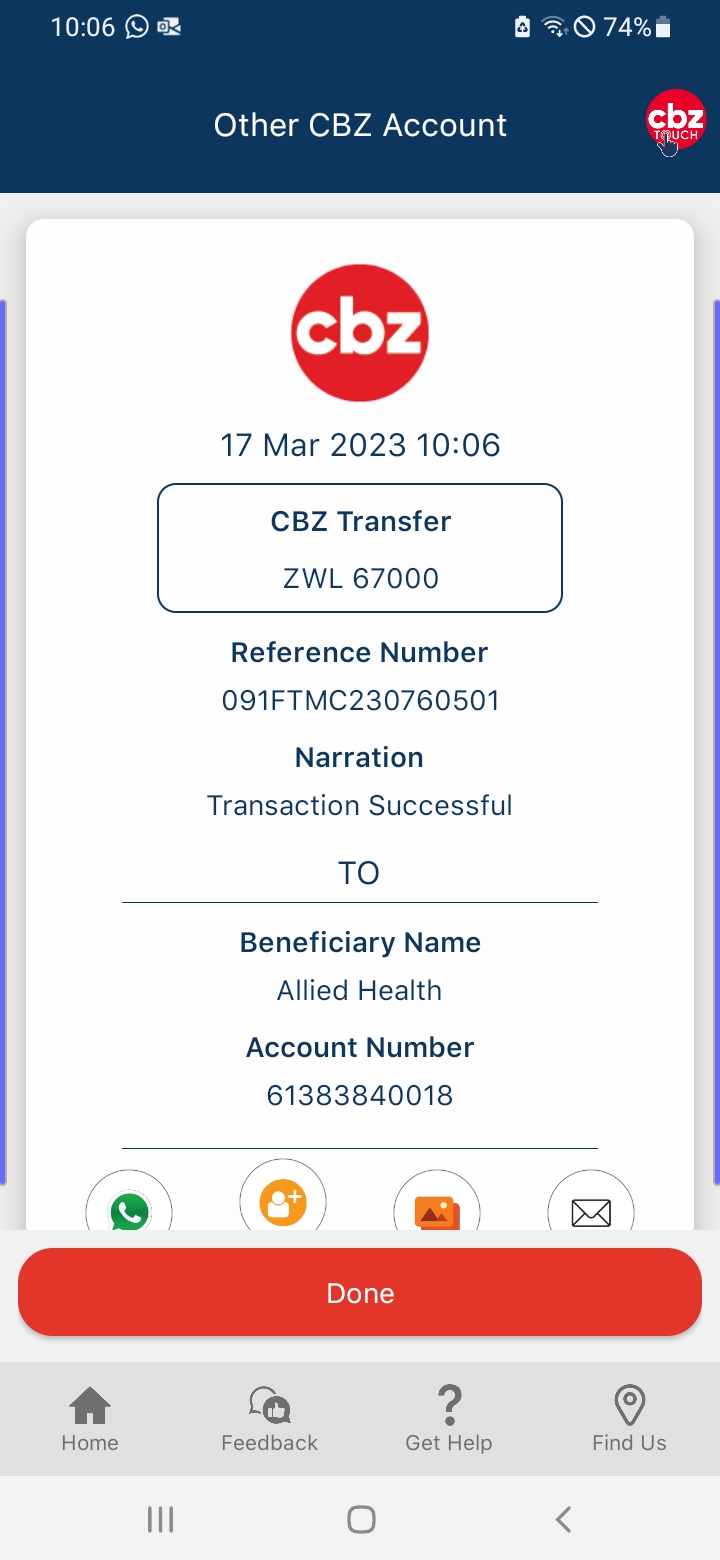 10:06
74%
Other CBZ Account
cbz
TOUCH
cbz
17 Mar 2023 10:06
CBZ Transfer
ZWL 67000
Reference Number
091FTMC230760501
Narration
Transaction Successful
TO
Beneficiary Name
Allied Health
Account Number
61383840018
Done
Home
Feedback
Get Help
Find Us